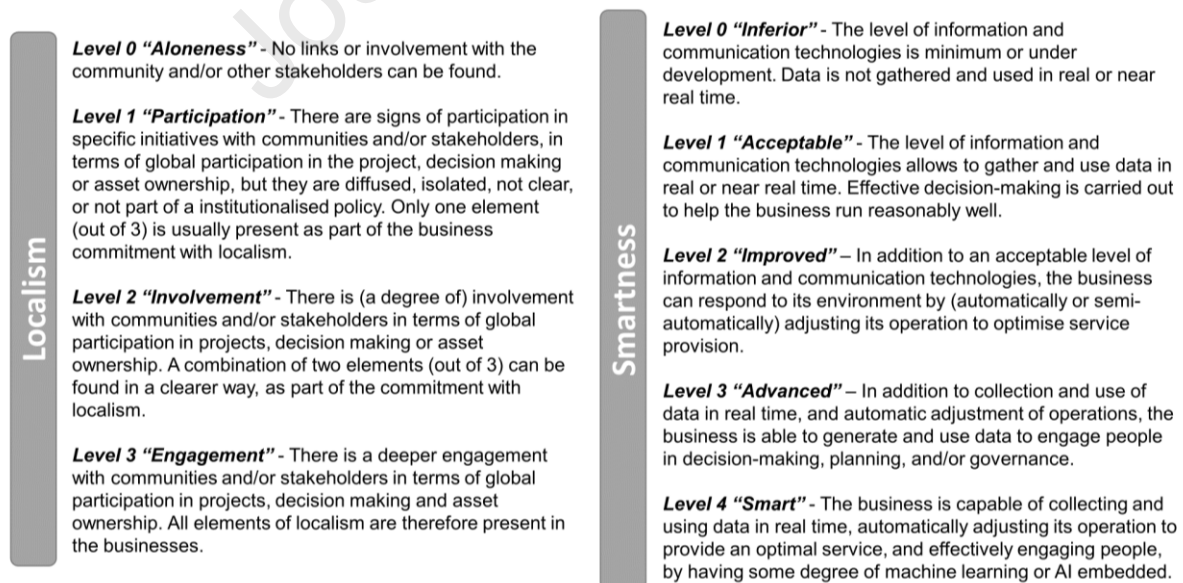 Localism
Level 0 “Aloneness” - No links or involvement with the
community and/or other stakeholders can be found.
Level 1 “Participation” - There are signs of participation in
specific initiatives with communities and/or stakeholders, in
terms of global participation in the project, decision making
or asset ownership, but they are diffused, isolated, not clear,
or not part of a institutionalised policy. Only one element
(out of 3) is usually present as part of the business
commitment with localism.
Level 2 “Involvement” - There is (a degree of) involvement
with communities and/or stakeholders in terms of global
participation in projects, decision making or asset
ownership. A combination of two elements (out of 3) can be
found in a clearer way, as part of the commitment with
localism.
Level 3 “Engagement” - There is a deeper engagement
with communities and/or stakeholders in terms of global
participation in projects, decision making and asset
ownership. All elements of localism are therefore present in
the businesses.
Smartness
Level 0 “Inferior” - The level of information and
communication technologies is minimum or under
development. Data is not gathered and used in real or near
real time.
Level 1 “Acceptable” - The level of information and
communication technologies allows to gather and use data in
real or near real time. Effective decision-making is carried out
to help the business run reasonably well.
Level 2 “Improved” – In addition to an acceptable level of
information and communication technologies, the business
can respond to its environment by (automatically or semi-
automatically) adjusting its operation to optimise service
provision.
Level 3 “Advanced” – In addition to collection and use of
data in real time, and automatic adjustment of operations, the
business is able to generate and use data to engage people
in decision-making, planning, and/or governance.
Level 4 “Smart” - The business is capable of collecting and
using data in real time, automatically adjusting its operation to
provide an optimal service, and effectively engaging people,
by having some degree of machine learning or AI embedded.